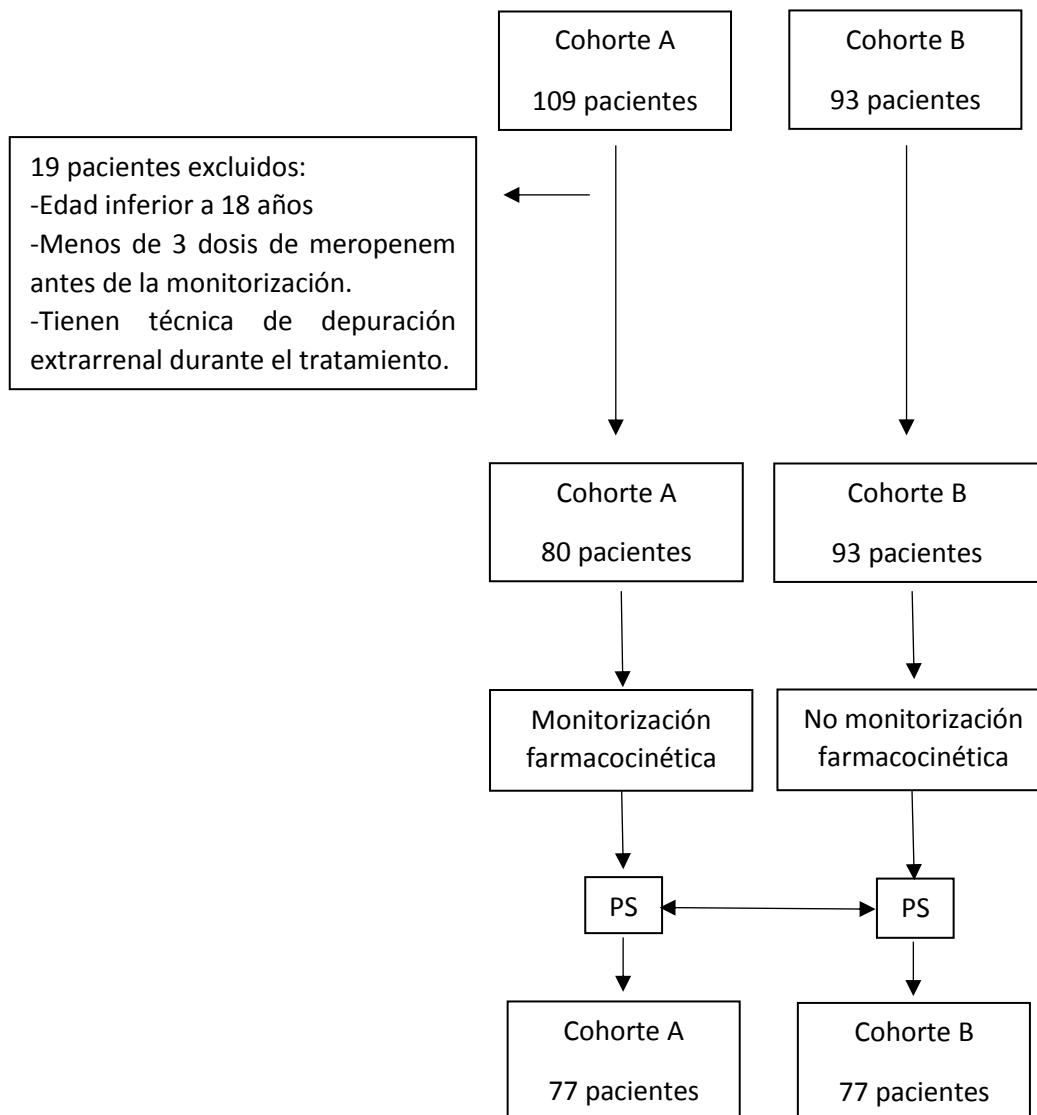 Cohorte A
109 pacientes
Cohorte B
93 pacientes
19 pacientes excluidos:
-Edad inferior a 18 años
-Menos de 3 dosis de meropenem
antes de la monitorización.
-Tienen técnica de depuración
extrarrenal durante el tratamiento.
Cohorte A
80 pacientes
Cohorte B
93 pacientes
Monitorización
farmacocinética
No monitorización
farmacocinética
PS
PS
Cohorte A
77 pacientes
Cohorte B
77 pacientes